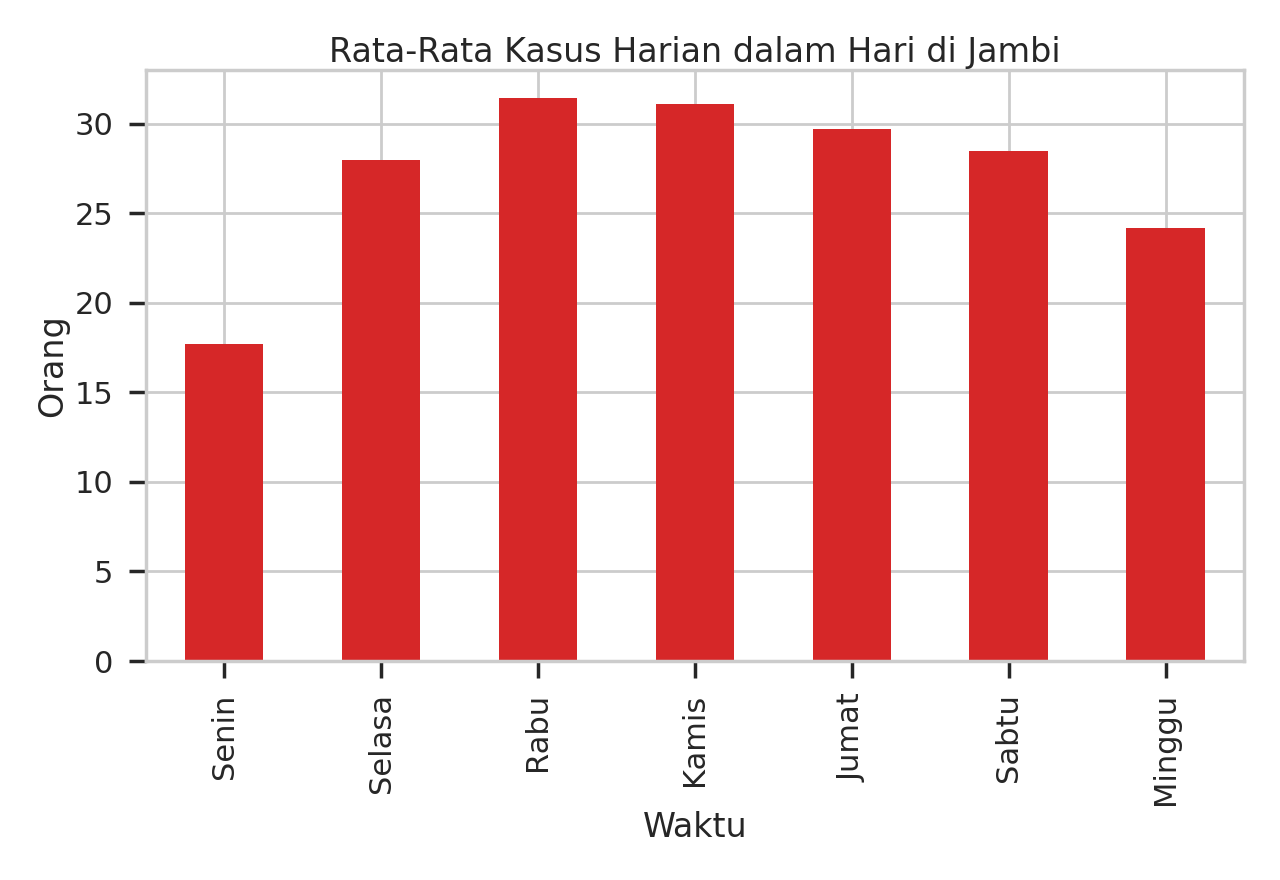 Rata-Rata Kasus Harian dalam Hari di Jambi
Orang
30
25
20
15
10
5
0
Senin
Selasa
Rabu
Kamis
Jumat
Sabtu
Minggu
Waktu